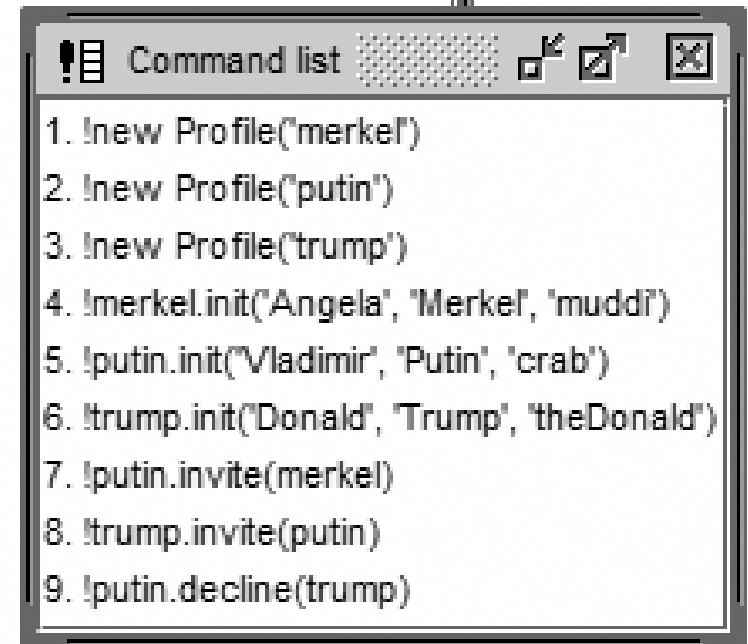 Command list
1. !new Profile('merkel')
2. !new Profile('putin')
3. !new Profile('trump')
4. !merkel.init('Angela', 'Merkel', 'muddi')
5. !putin.init('Vladimir', 'Putin', 'crab')
6. !trump.init('Donald', 'Trump', 'theDonald')
7. !putin.invite(merkel)
8. !trump.invite(putin)
9. !putin.decline(trump)